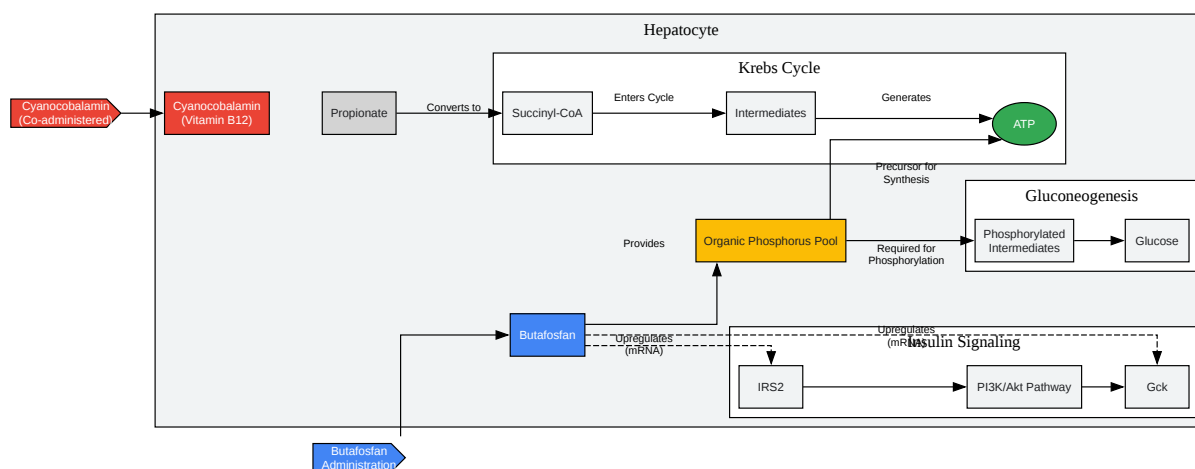 Hepatocyte
Krebs Cycle
Cyanocobalamin
(Co-administered)
Cyanocobalamin
(Vitamin B12)
Propionate
Converts to
Succinyl-CoA
Enters Cycle
Intermediates
Generates
ATP
Precursor for
Synthesis
Gluconeogenesis
Provides
Organic Phosphorus Pool
Required for
Phosphorylation
Phosphorylated
Intermediates
Glucose
Butafosfan
Upregulates
(mRNA)
Upregulates
(mRNA)
Insulin Signaling
IRS2
PI3K/Akt Pathway
Gck
Butafosfan
Administration